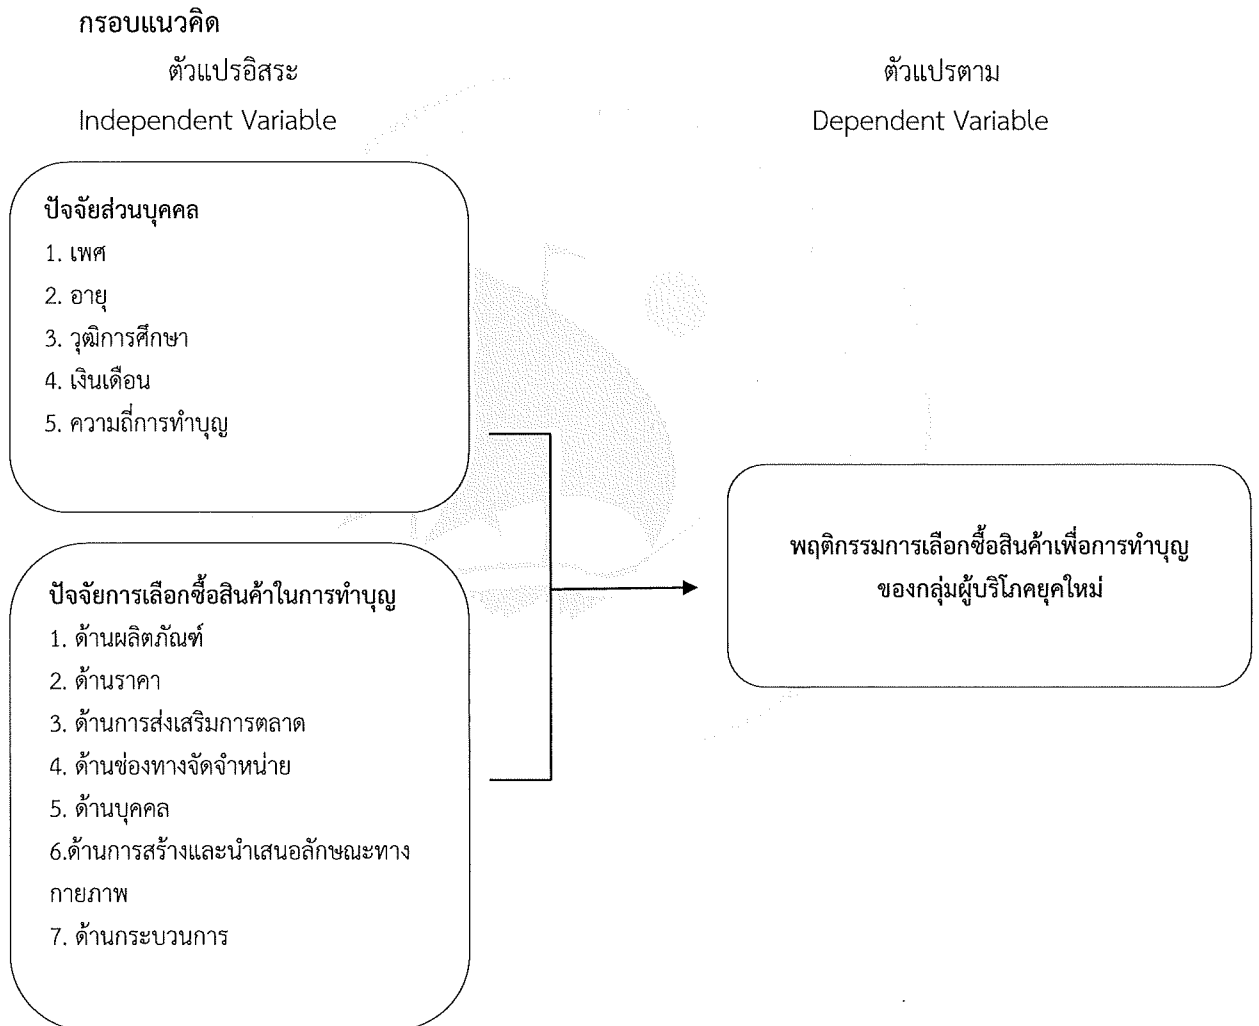 กรอบแนวคิด
ตัวแปรอิสระ
Independent Variable
ตัวแปรตาม
Dependent Variable
ปัจจัยส่วนบุคคล
1. เพศ
2. อายุ
3. วุฒิการศึกษา
4. เงินเดือน
5. ความถี่การทำบุญ
ปัจจัยการเลือกซื้อสินค้าในการทำบุญ
1. ด้านผลิตภัณฑ์
2. ด้านราคา
3. ด้านการส่งเสริมการตลาด
4. ด้านช่องทางจัดจำหน่าย
5. ด้านบุคคล
6.ด้านการสร้างและนำเสนอลักษณะทาง
กายภาพ
7. ด้านกระบวนการ
พฤติกรรมการเลือกซื้อสินค้าเพื่อการทำบุญ
ของกลุ่มผู้บริโภคยุคใหม่